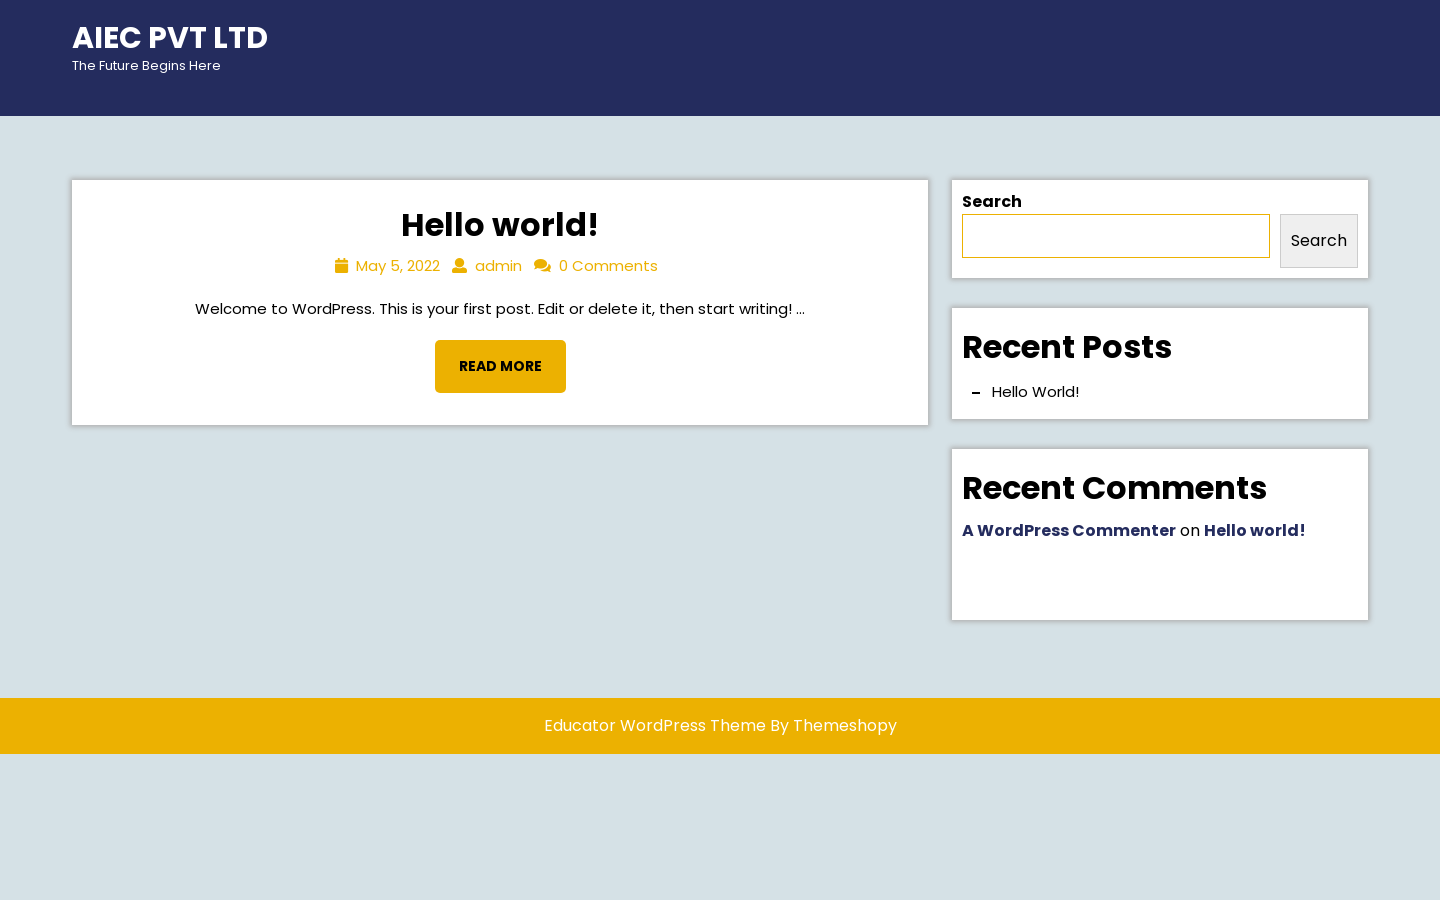 AIEC PVT LTD
The Future Begins Here
Hello world!
May 5, 2022 admin 0 Comments
Welcome to WordPress. This is your first post. Edit or delete it, then start writing! ...
READ MORE
Search
Search
Recent Posts
Hello World!
Recent Comments
A WordPress Commenter on Hello world!
Educator WordPress Theme By Themeshopy